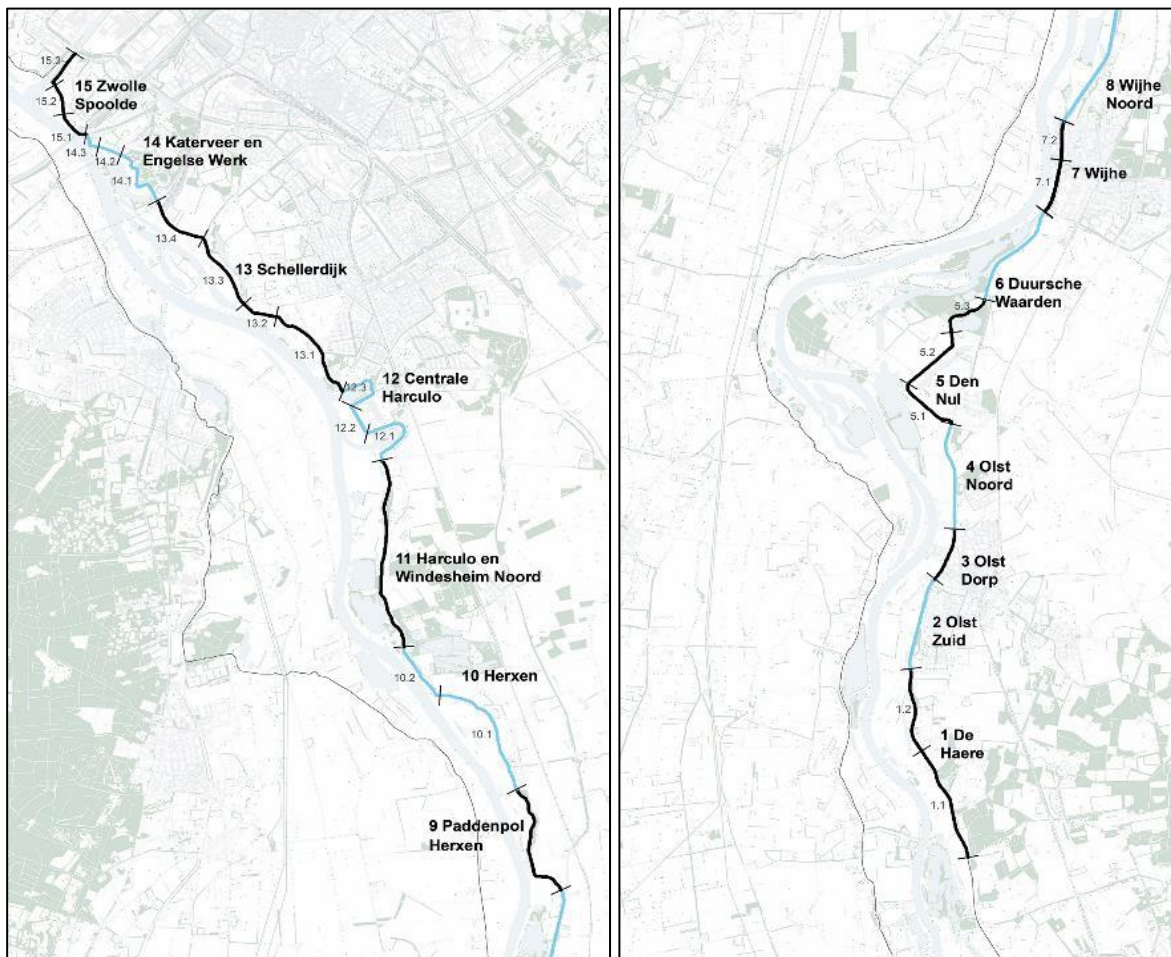 15.3
15 Zwolle
Spoolde
15.2
15.1
14.3
14 Katerveer en
Engelse Werk
14.2
14.1
13.4
13 Schellerdijk
13.3
13.2
13.1
12 Centrale
Harculo
12.3
12.2
12.1
11 Harculo en
Windesheim Noord
10 Herxen
10.2
10.1
9 Paddenpol
Herxen
8 Wijhe
Noord
7.2
7 Wijhe
7.1
6 Duursche
Waarden
5.3
5.2
5 Den
Nul
5.1
4 Olst
Noord
3 Olst
Dorp
2 Olst
Zuid
1.2
1 De
Haere
1.1